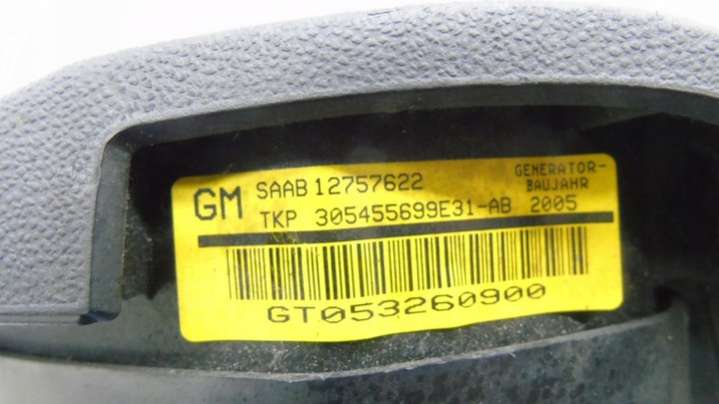 GM SAAB 12757622 GENERATOR-
BAUJAHR
TKP 305455699E31-AB 2005
GT053260900